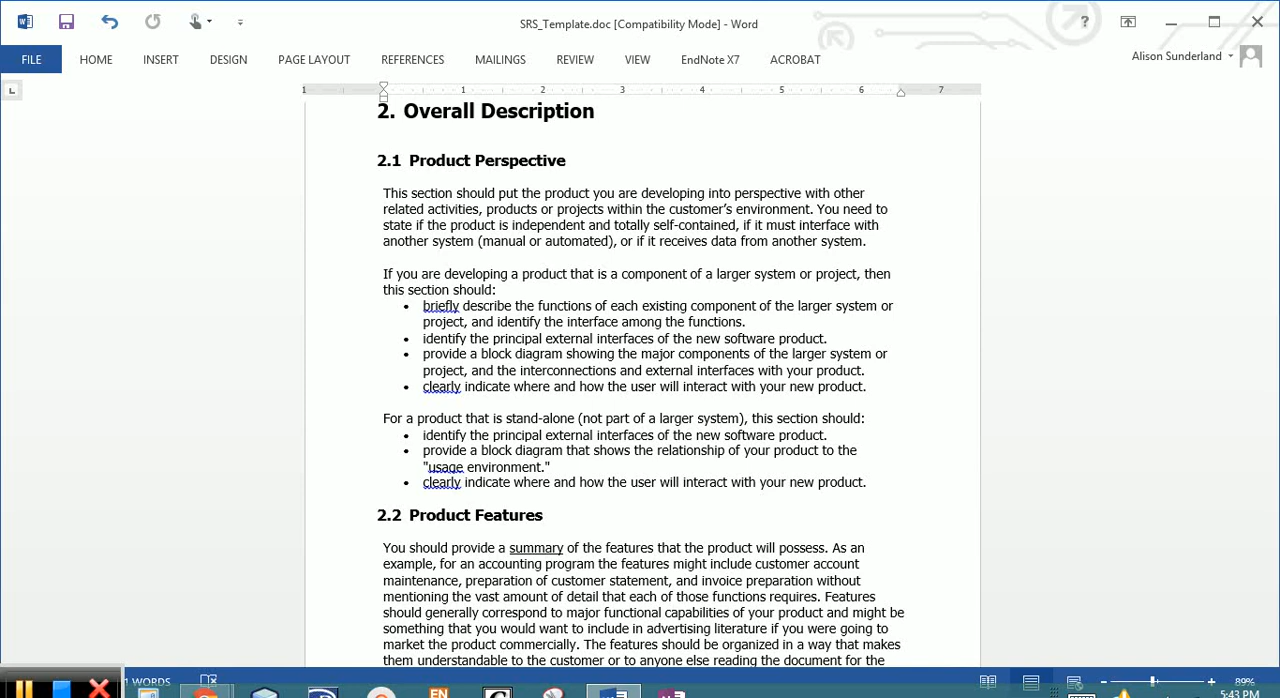 SRS_Template.doc [Compatibility Mode] - Word
?
FILE HOME INSERT DESIGN PAGE LAYOUT REFERENCES MAILINGS REVIEW VIEW EndNote X7 ACROBAT
Alison Sunderland
1 1 2 3 4 5 6 7
2. Overall Description
2.1 Product Perspective
This section should put the product you are developing into perspective with other
related activities, products or projects within the customer’s environment. You need to
state if the product is independent and totally self-contained, if it must interface with
another system (manual or automated), or if it receives data from another system.
If you are developing a product that is a component of a larger system or project, then
this section should:
• briefly describe the functions of each existing component of the larger system or
project, and identify the interface among the functions.
• identify the principal external interfaces of the new software product.
• provide a block diagram showing the major components of the larger system or
project, and the interconnections and external interfaces with your product.
• clearly indicate where and how the user will interact with your new product.
For a product that is stand-alone (not part of a larger system), this section should:
• identify the principal external interfaces of the new software product.
• provide a block diagram that shows the relationship of your product to the
"usage environment."
• clearly indicate where and how the user will interact with your new product.
2.2 Product Features
You should provide a summary of the features that the product will possess. As an
example, for an accounting program the features might include customer account
maintenance, preparation of customer statement, and invoice preparation without
mentioning the vast amount of detail that each of those functions requires. Features
should generally correspond to major functional capabilities of your product and might be
something that you would want to include in advertising literature if you were going to
market the product commercially. The features should be organized in a way that makes
them understandable to the customer or to anyone else reading the document for the
1 WORDS
89%
EN
5:43 PM